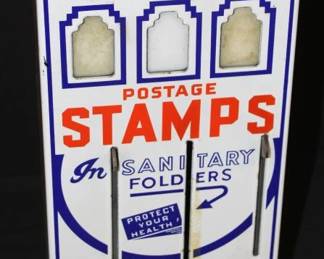 POSTAGE
STAMPS
In SANITARY
FOLDERS
PROTECT
YOUR
HEALTH!